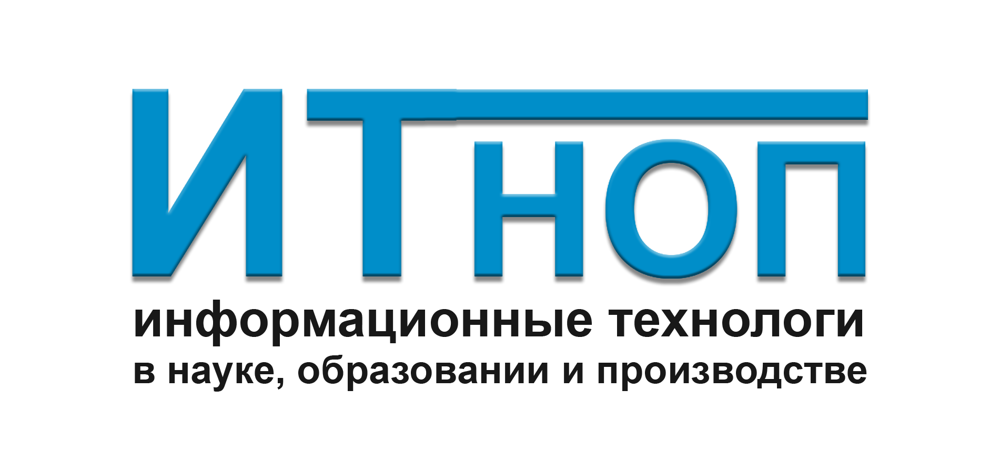 ИТноп
информационные технологи
в науке, образовании и производстве